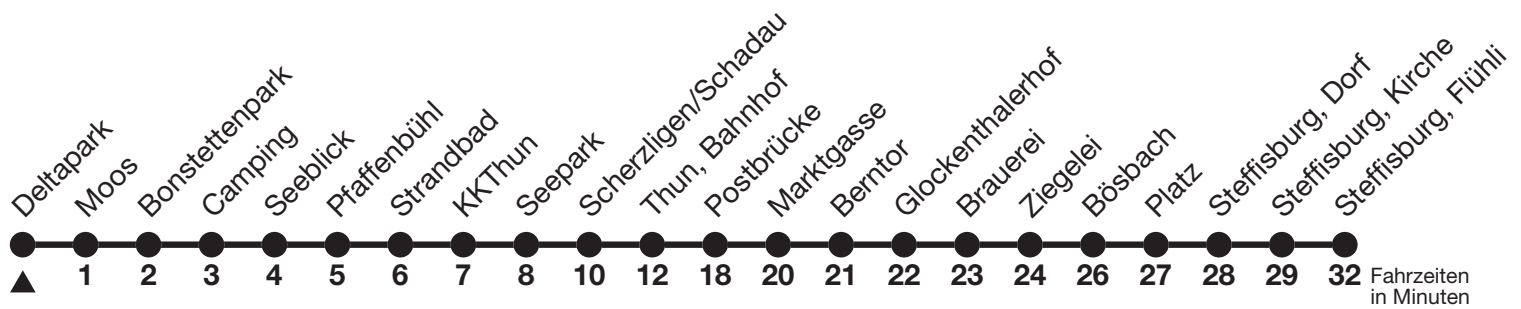 Deltapark
Moos
Bonstettenpark
Camping
Seeblick
Pfaffenbühl
Strandbad
KKThun
Seepark
Scherzligen/Schadau
Thun, Bahnhof
Postbrücke
Marktgasse
Berntor
Glockenthalerhof
Brauerei
Ziegelei
Bösbach
Platz
Steffisburg, Dorf
Steffisburg, Kirche
Steffisburg, Flühli
1 2 3 4 5 6 7 8 10 12 18 20 21 22 23 24 26 27 28 29 32 Fahrzeiten
in Minuten